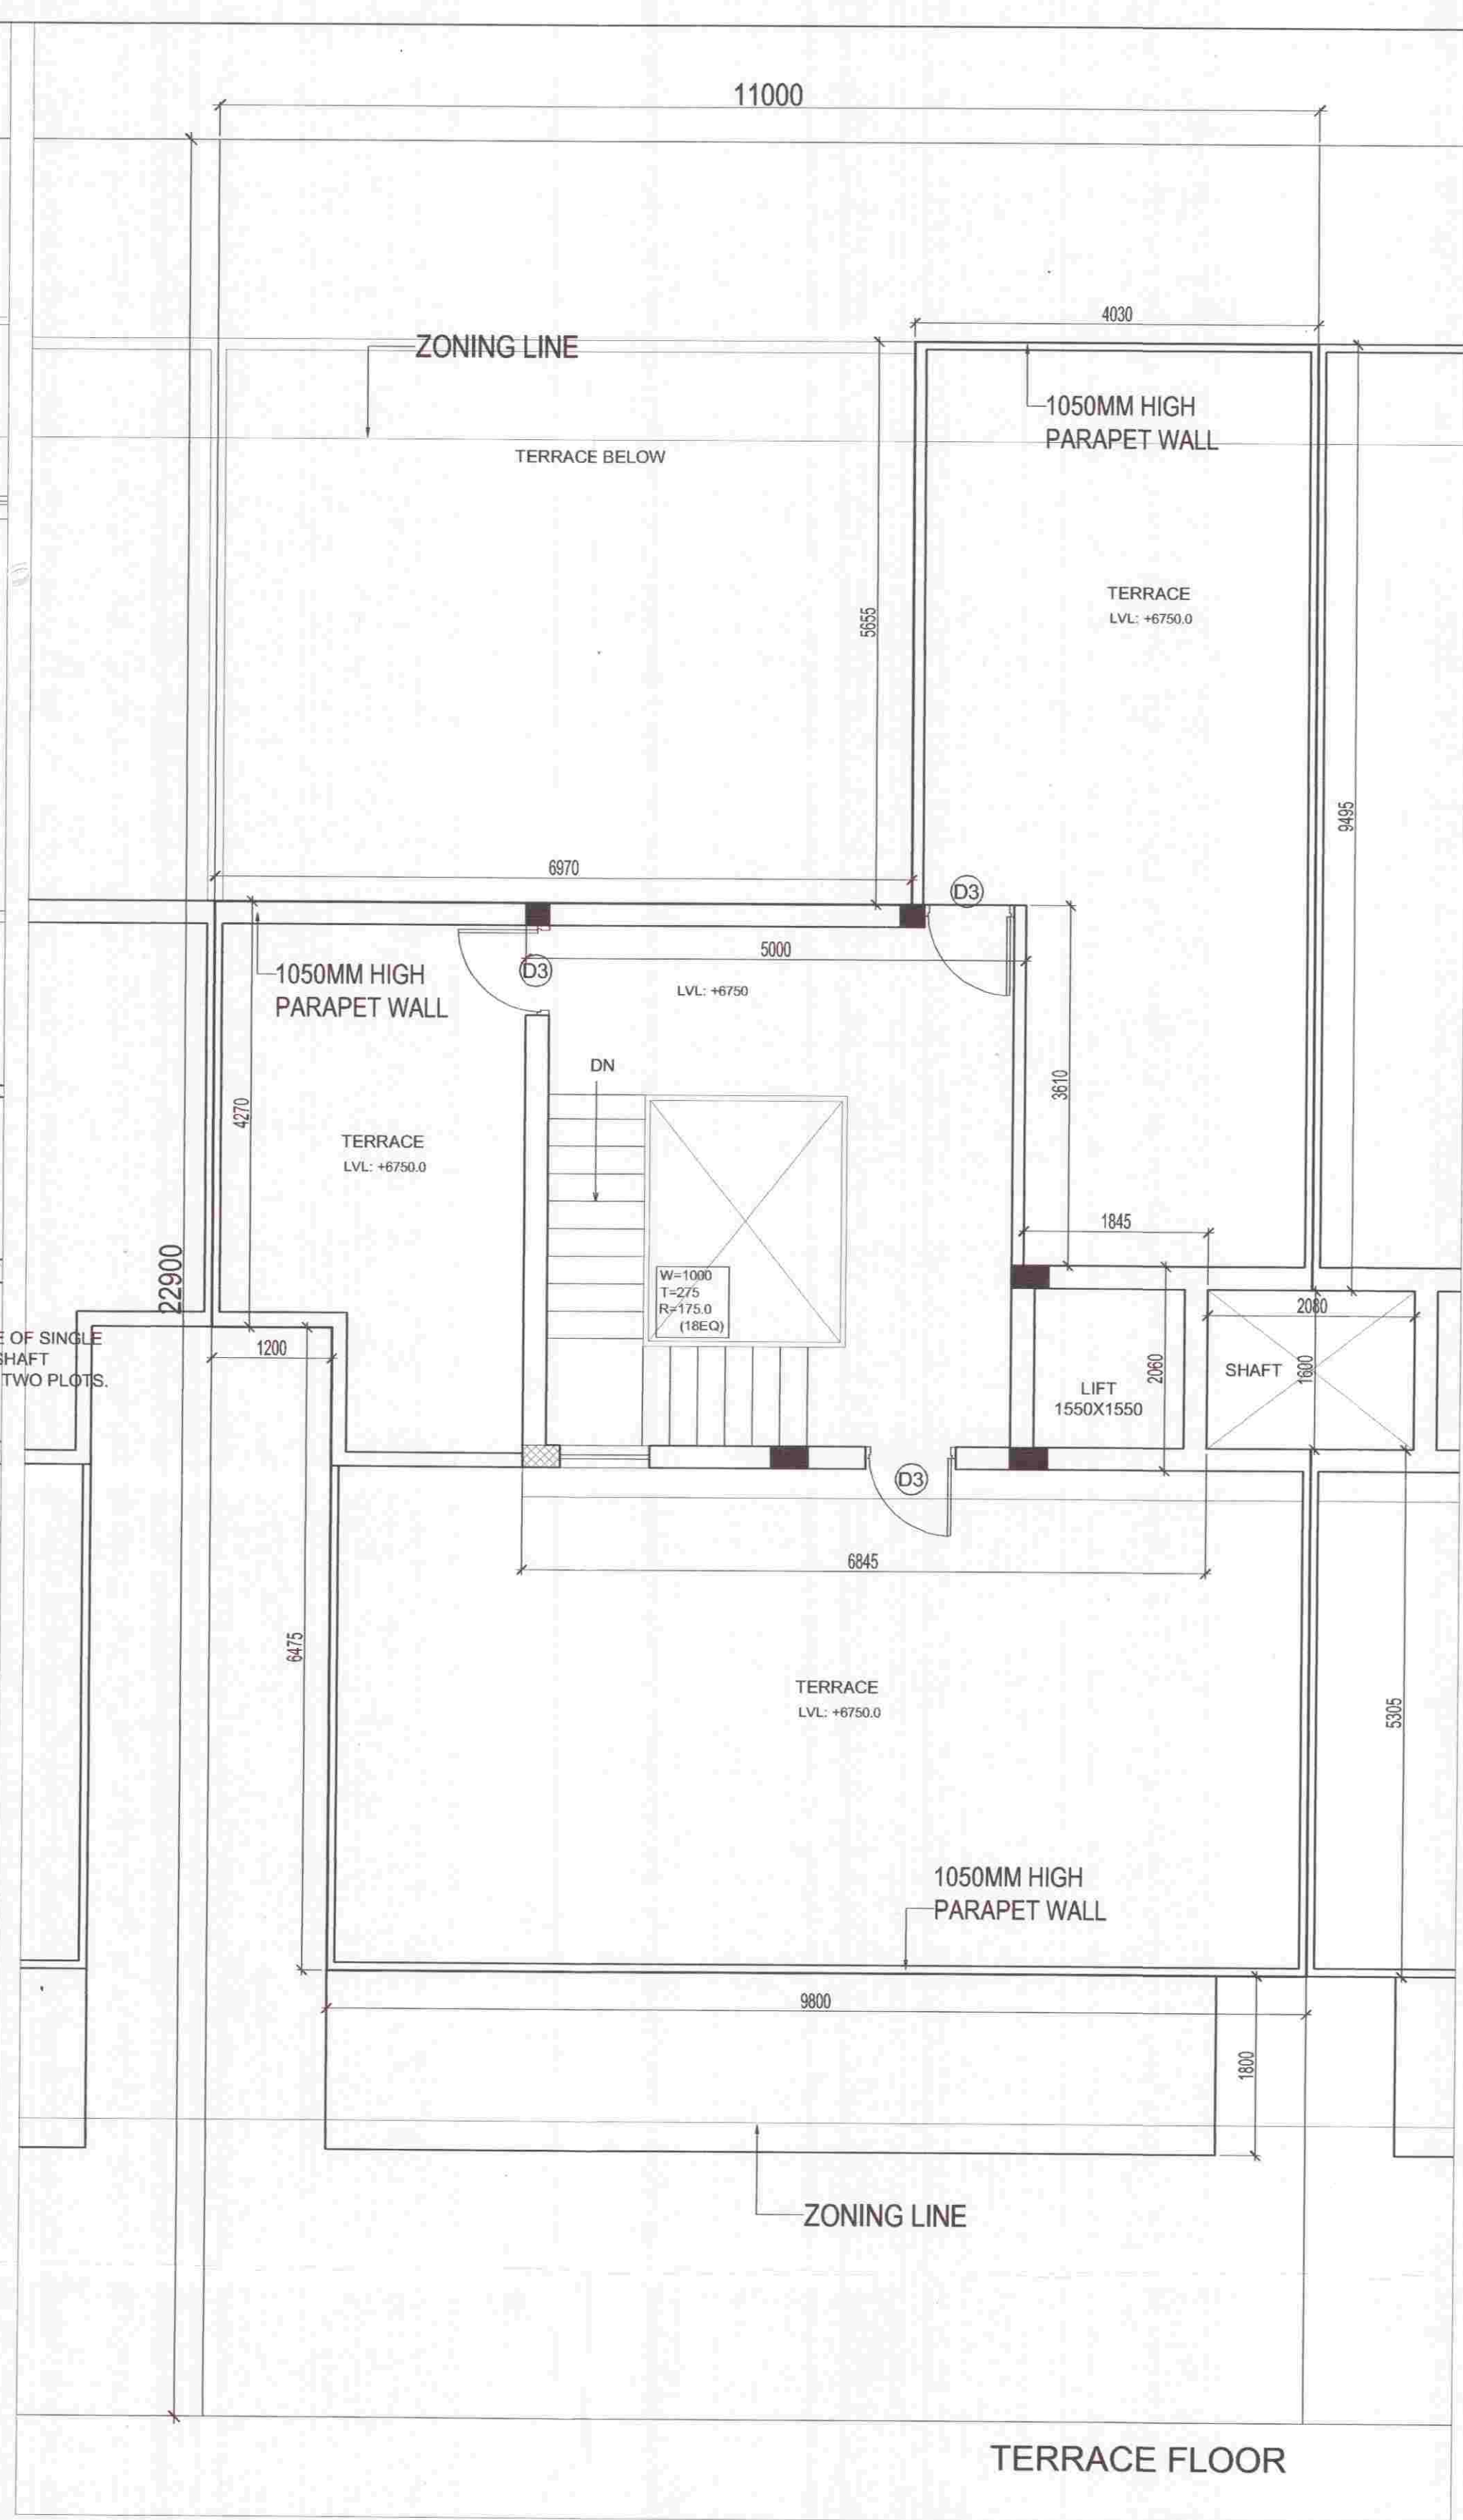 11000
4030
ZONING LINE
1050MM HIGH
PARAPET WALL
TERRACE BELOW
TERRACE
LVL: +6750.0
5655
9495
6970
D3
5000
D3
1050MM HIGH
PARAPET WALL
LVL: +6750
DN
3610
4270
TERRACE
LVL: +6750.0
1845
22900
W=1000
T=275
R=175.0
(18EQ)
2080
OF SINGLE
SHAFT
TWO PLOTS.
1200
2060
SHAFT
1600
LIFT
1550X1550
D3
6845
6475
TERRACE
LVL: +6750.0
5305
1050MM HIGH
PARAPET WALL
9800
1800
ZONING LINE
TERRACE FLOOR